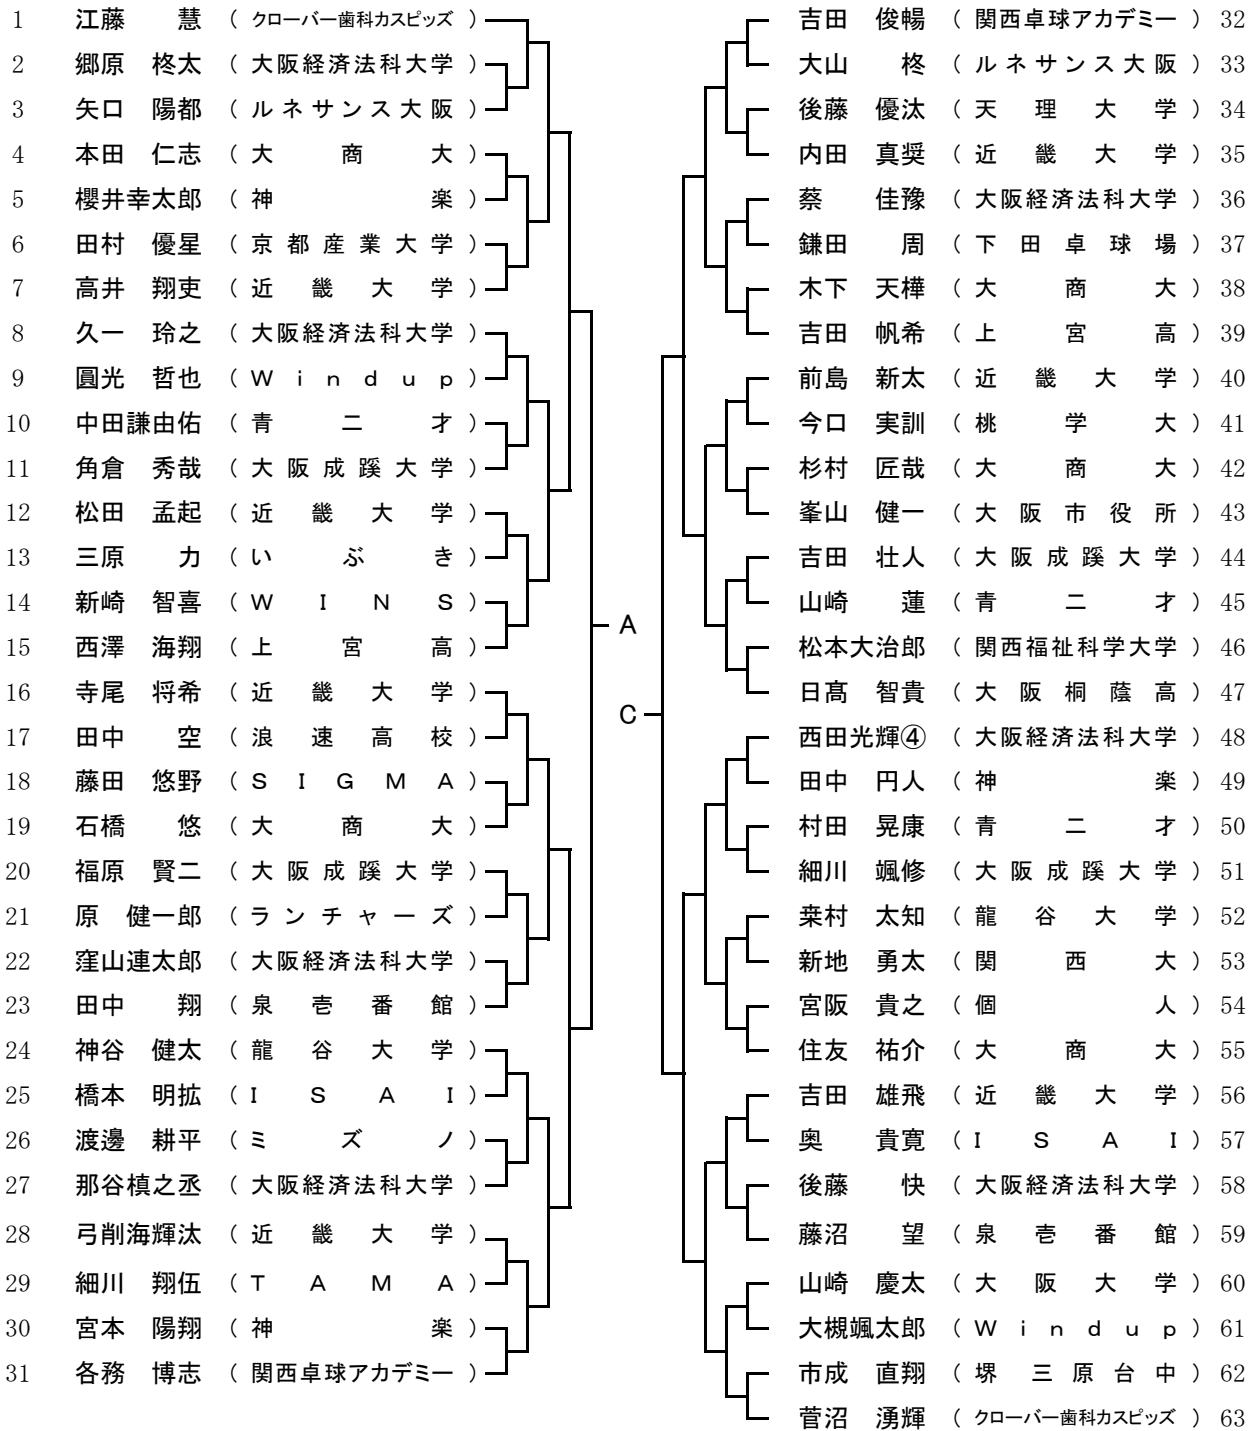 1 江藤 慧 （クローバー歯科カスピッズ）
2 郷原 柊太 （大阪経済法科大学）
3 矢口 陽都 （ルネサンス大阪）
4 本田 仁志 （大商大）
5 櫻井幸太郎 （神楽）
6 田村 優星 （京都産業大学）
7 高井 翔吏 （近畿大学）
8 久一 玲之 （大阪経済法科大学）
9 圓光 哲也 （Windup）
10 中田謙由佑 （青二才）
11 角倉 秀哉 （大阪成蹊大学）
12 松田 孟起 （近畿大学）
13 三原 力 （いぶき）
14 新崎 智喜 （WINS）
15 西澤 海翔 （上宮高）
16 寺尾 将希 （近畿大学）
17 田中 空 （浪速高校）
18 藤田 悠野 （SIGMA）
19 石橋 悠 （大商大）
20 福原 賢二 （大阪成蹊大学）
21 原 健一郎 （ランチャーズ）
22 窪山連太郎 （大阪経済法科大学）
23 田中 翔 （泉壱番館）
24 神谷 健太 （龍谷大学）
25 橋本 明拡 （ISAI）
26 渡邊 耕平 （ミズノ）
27 那谷槙之丞 （大阪経済法科大学）
28 弓削海輝汰 （近畿大学）
29 細川 翔伍 （TAMA）
30 宮本 陽翔 （神楽）
31 各務 博志 （関西卓球アカデミー）
A
C
吉田 俊暢 （関西卓球アカデミー） 32
大山 柊 （ルネサンス大阪） 33
後藤 優汰 （天理大学） 34
内田 真奨 （近畿大学） 35
蔡 佳豫 （大阪経済法科大学） 36
鎌田 周 （下田卓球場） 37
木下 天樺 （大商大） 38
吉田 帆希 （上宮高） 39
前島 新太 （近畿大学） 40
今口 実訓 （桃学大） 41
杉村 匠哉 （大商大） 42
峯山 健一 （大阪市役所） 43
吉田 壮人 （大阪成蹊大学） 44
山崎 蓮 （青二才） 45
松本大治郎 （関西福祉科学大学） 46
日髙 智貴 （大阪桐蔭高） 47
西田光輝④ （大阪経済法科大学） 48
田中 円人 （神楽） 49
村田 晃康 （青二才） 50
細川 颯修 （大阪成蹊大学） 51
桒村 太知 （龍谷大学） 52
新地 勇太 （関西大） 53
宮阪 貴之 （個人） 54
住友 祐介 （大商大） 55
吉田 雄飛 （近畿大学） 56
奥 貴寛 （ISAI） 57
後藤 快 （大阪経済法科大学） 58
藤沼 望 （泉壱番館） 59
山崎 慶太 （大阪大学） 60
大槻颯太郎 （Windup） 61
市成 直翔 （堺三原台中） 62
菅沼 湧輝 （クローバー歯科カスピッズ） 63